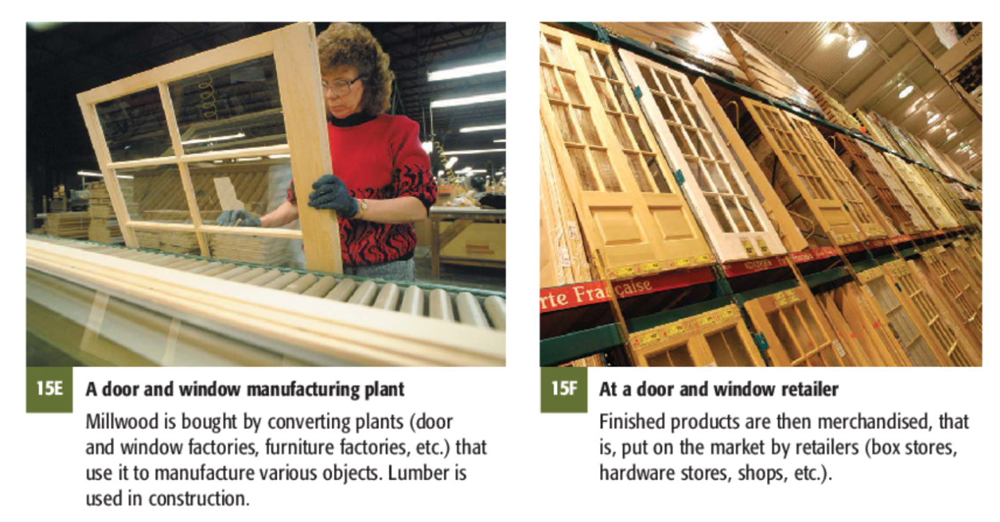 rte Française
15E
A door and window manufacturing plant
Millwood is bought by converting plants (door
and window factories, furniture factories, etc.) that
use it to manufacture various objects. Lumber is
used in construction.
15F
At a door and window retailer
Finished products are then merchandised, that
is, put on the market by retailers (box stores,
hardware stores, shops, etc.).